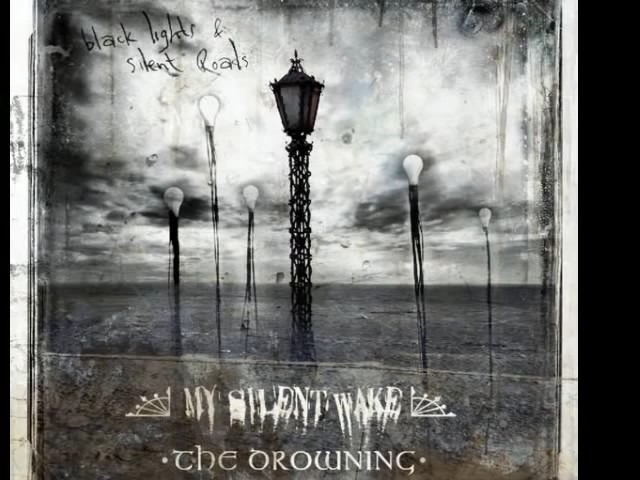 black lights &
silent Roads
MY SILENT WAKE
· THE DROWNING ·